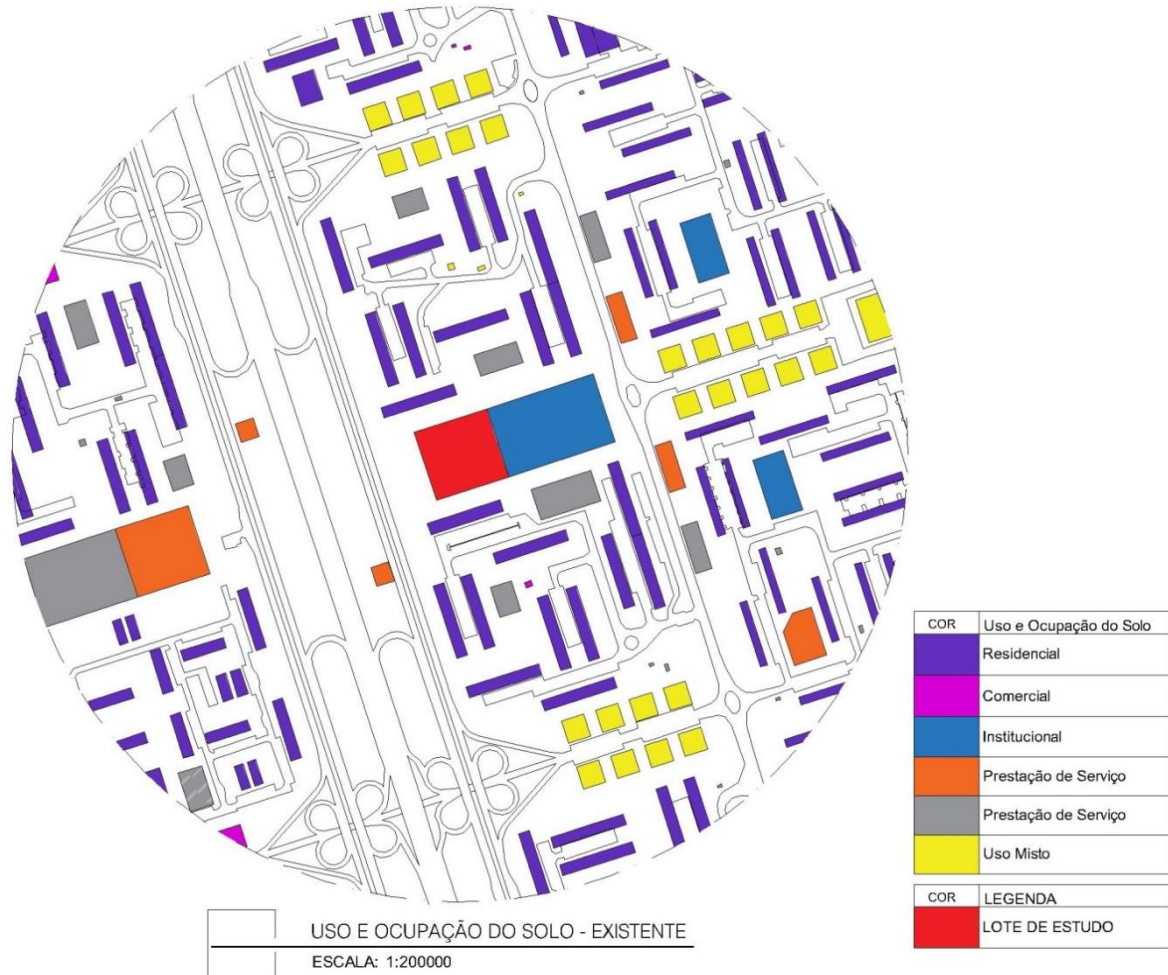 COR Uso e Ocupação do Solo
Residencial
Comercial
Institucional
Prestação de Serviço
Prestação de Serviço
Uso Misto
COR LEGENDA
LOTE DE ESTUDO
USO E OCUPAÇÃO DO SOLO - EXISTENTE
ESCALA: 1:200000